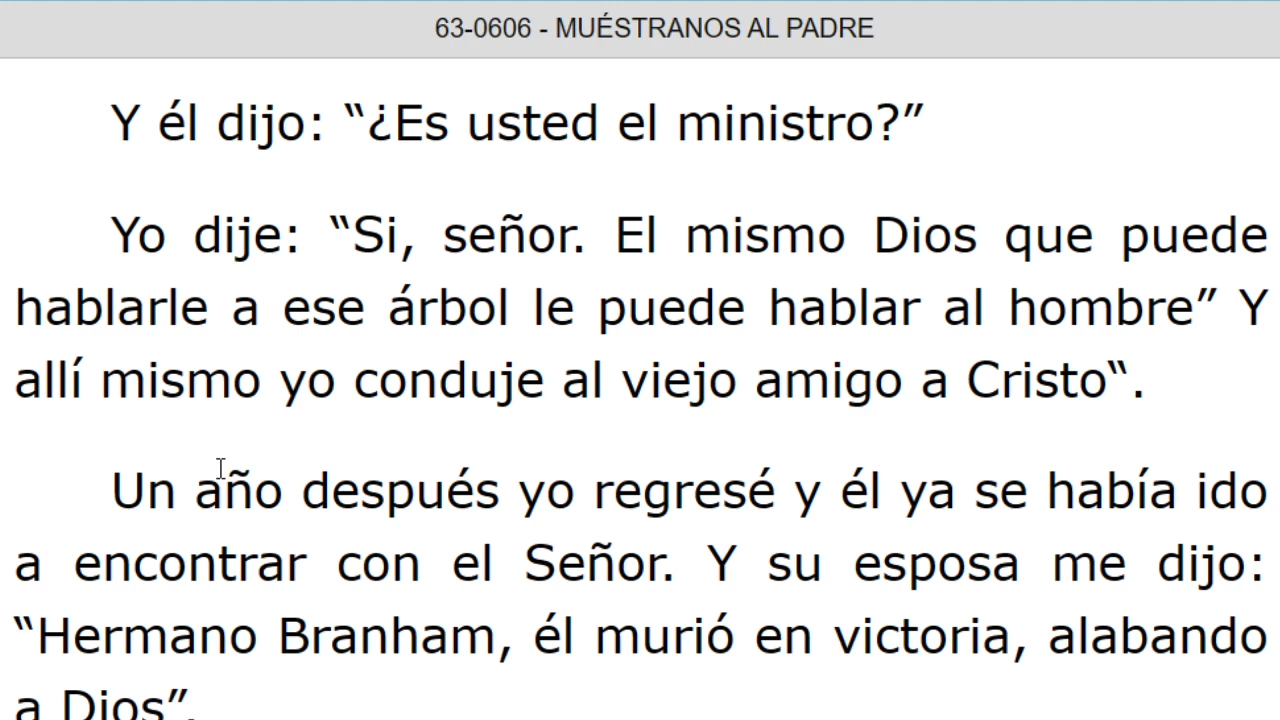 63-0606 - MUÉSTRANOS AL PADRE
Y él dijo: “¿Es usted el ministro?”
Yo dije: “Si, señor. El mismo Dios que puede
hablarle a ese árbol le puede hablar al hombre” Y
allí mismo yo conduje al viejo amigo a Cristo“.
Un año después yo regresé y él ya se había ido
a encontrar con el Señor. Y su esposa me dijo:
“Hermano Branham, él murió en victoria, alabando
a Dios”.